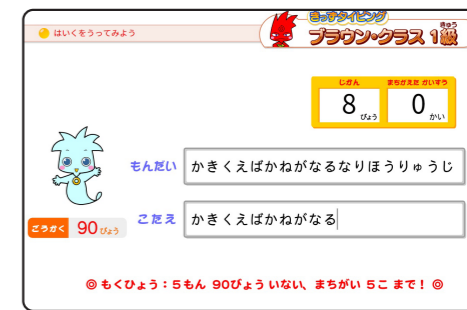 はいくをうってみよう
きっずタイピング
ブラウン・クラス 1級
きゅう
じかん
まちがえた かいすう
8 びょう
0 かい
もんだい
かきくえばかねがなるなりほうりゅうじ
こたえ
かきくえばかねがなる
ごうかく 90 びょう
◎ もくひょう：5もん 90びょう いない、まちがい 5こ まで！ ◎